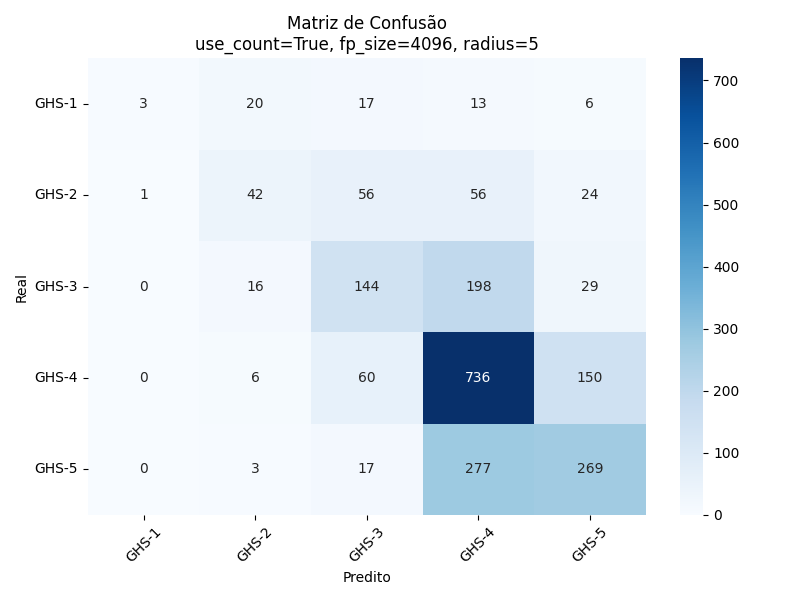 Matriz de Confusão
use_count=True, fp_size=4096, radius=5
GHS-1 3 20 17 13 6
GHS-2 1 42 56 56 24
GHS-3 0 16 144 198 29
GHS-4 0 6 60 736 150
GHS-5 0 3 17 277 269
GHS-1 GHS-2 GHS-3 GHS-4 GHS-5
Predito
Real
700
600
500
400
300
200
100
0